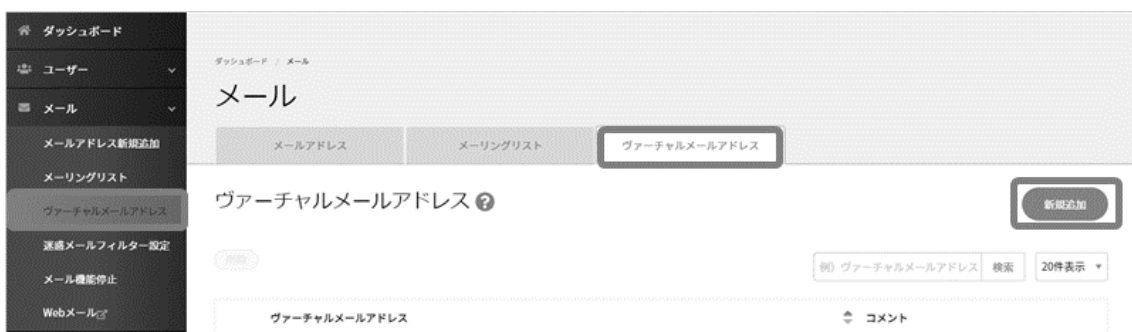 ダッシュボード
ユーザー
メール
メールアドレス新規追加
メーリングリスト
ヴァーチャルメールアドレス
迷惑メールフィルター設定
メール機能停止
Webメール
ダッシュボード / メール
メール
メールアドレス メーリングリスト ヴァーチャルメールアドレス
ヴァーチャルメールアドレス ?
新規追加
削除
例）ヴァーチャルメールアドレス 検索 20件表示
ヴァーチャルメールアドレス コメント